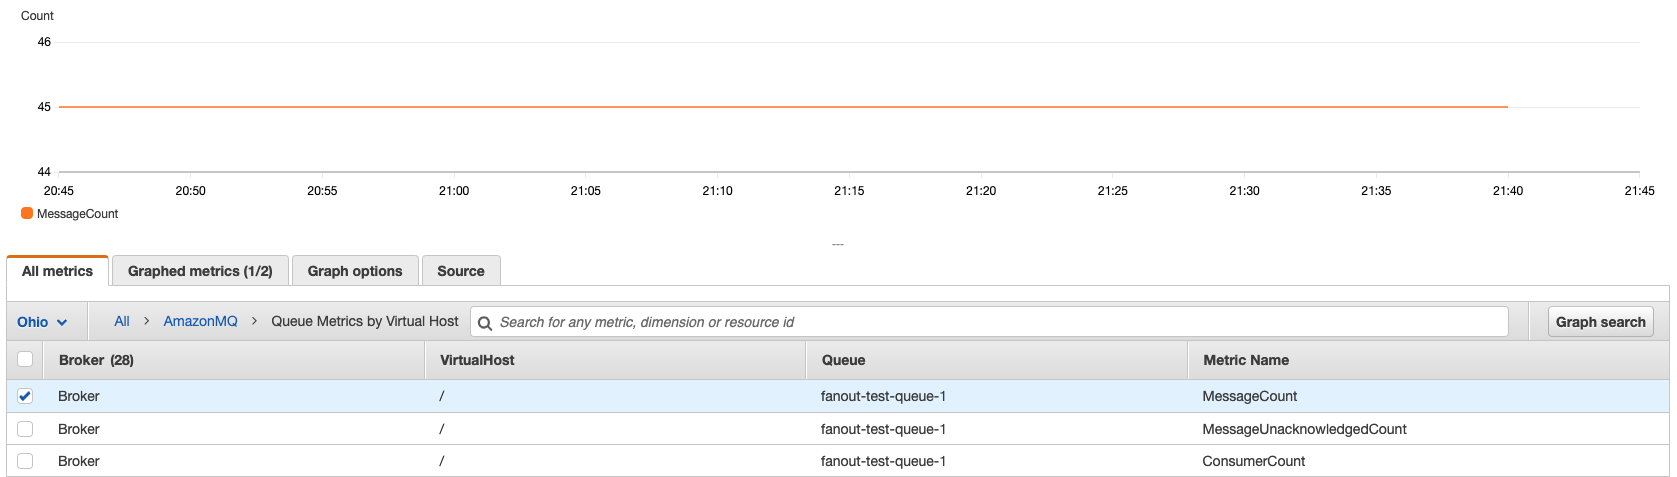 Count
46
45
44
20:45 20:50 20:55 21:00 21:05 21:10 21:15 21:20 21:25 21:30 21:35 21:40 21:45
MessageCount
---
All metrics Graphed metrics (1/2) Graph options Source
Ohio All > AmazonMQ > Queue Metrics by Virtual Host Search for any metric, dimension or resource id Graph search
Broker (28) VirtualHost Queue Metric Name
Broker / fanout-test-queue-1 MessageCount
Broker / fanout-test-queue-1 MessageUnacknowledgedCount
Broker / fanout-test-queue-1 ConsumerCount